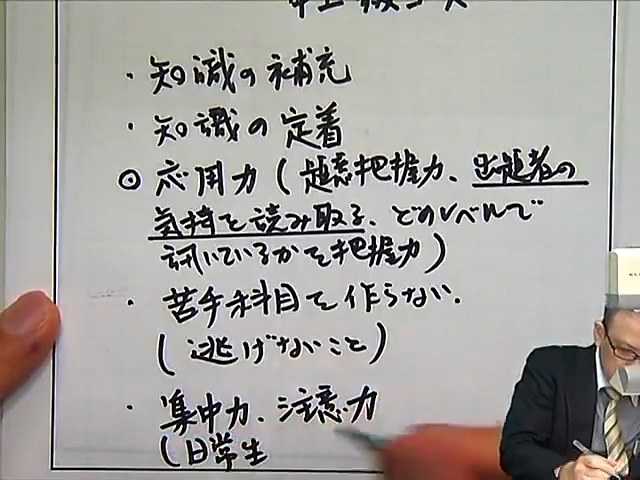 ・知識の補充
・知識の定着
◎ 応用力(題意把握力、出題者の
気持を読み取る、どのレベルで
訊いているかを把握力)
・苦手科目を作らない.
(逃げないこと)
・集中力、注意力
(日常生